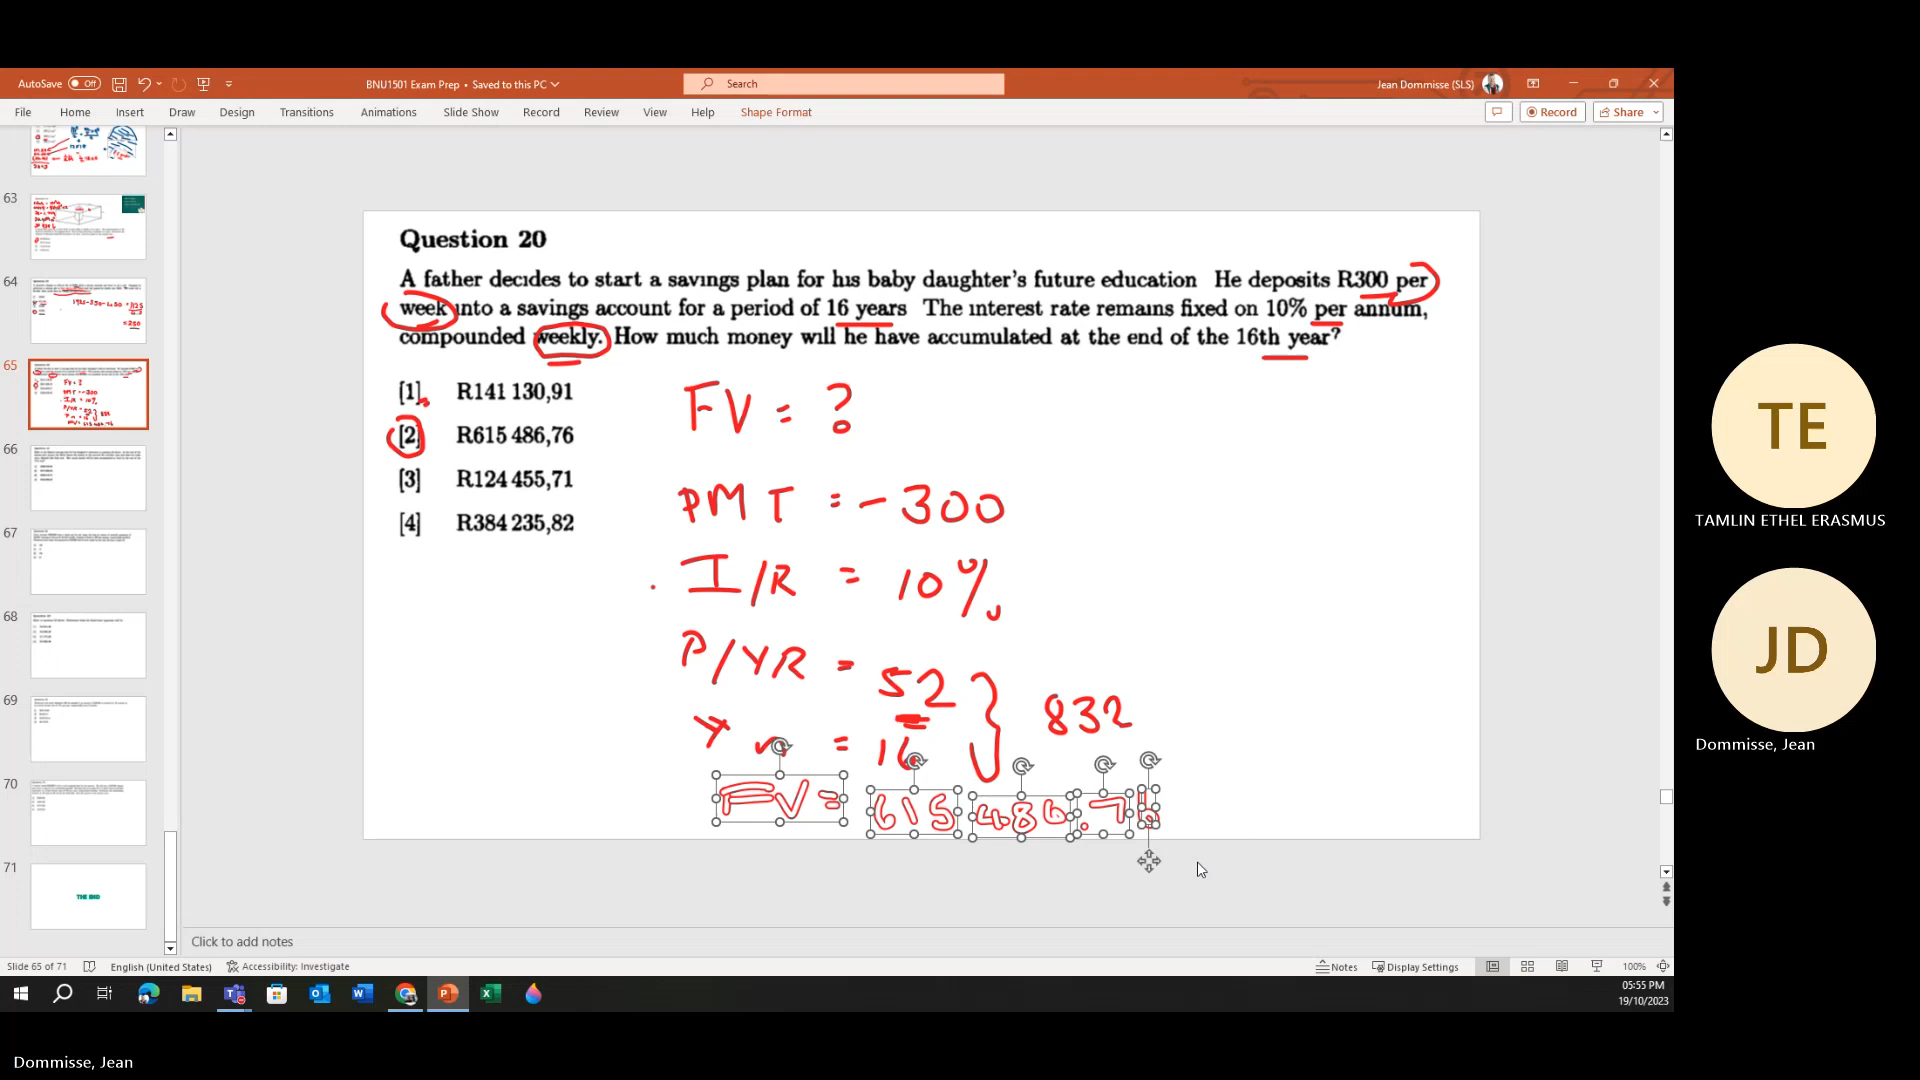 AutoSave Off BNU1501 Exam Prep • Saved to this PC Search Jean Dommisse (SLS)
File Home Insert Draw Design Transitions Animations Slide Show Record Review View Help Shape Format Record Share
63
64
65
66
67
68
69
70
71
THE END
Question 20
A father decides to start a savings plan for his baby daughter's future education He deposits R300 per
week into a savings account for a period of 16 years The interest rate remains fixed on 10% per annum,
compounded weekly. How much money will he have accumulated at the end of the 16th year?
[1] R141 130,91
[2] R615 486,76
[3] R124 455,71
[4] R384 235,82
FV = ?
PMT = -300
I/R = 10%
P/YR = 52
832
n = 16
FV = 615 486.76
Click to add notes
Slide 65 of 71 English (United States) Accessibility: Investigate Notes Display Settings 100%
05:55 PM
19/10/2023
TE
TAMLIN ETHEL ERASMUS
JD
Dommisse, Jean
Dommisse, Jean